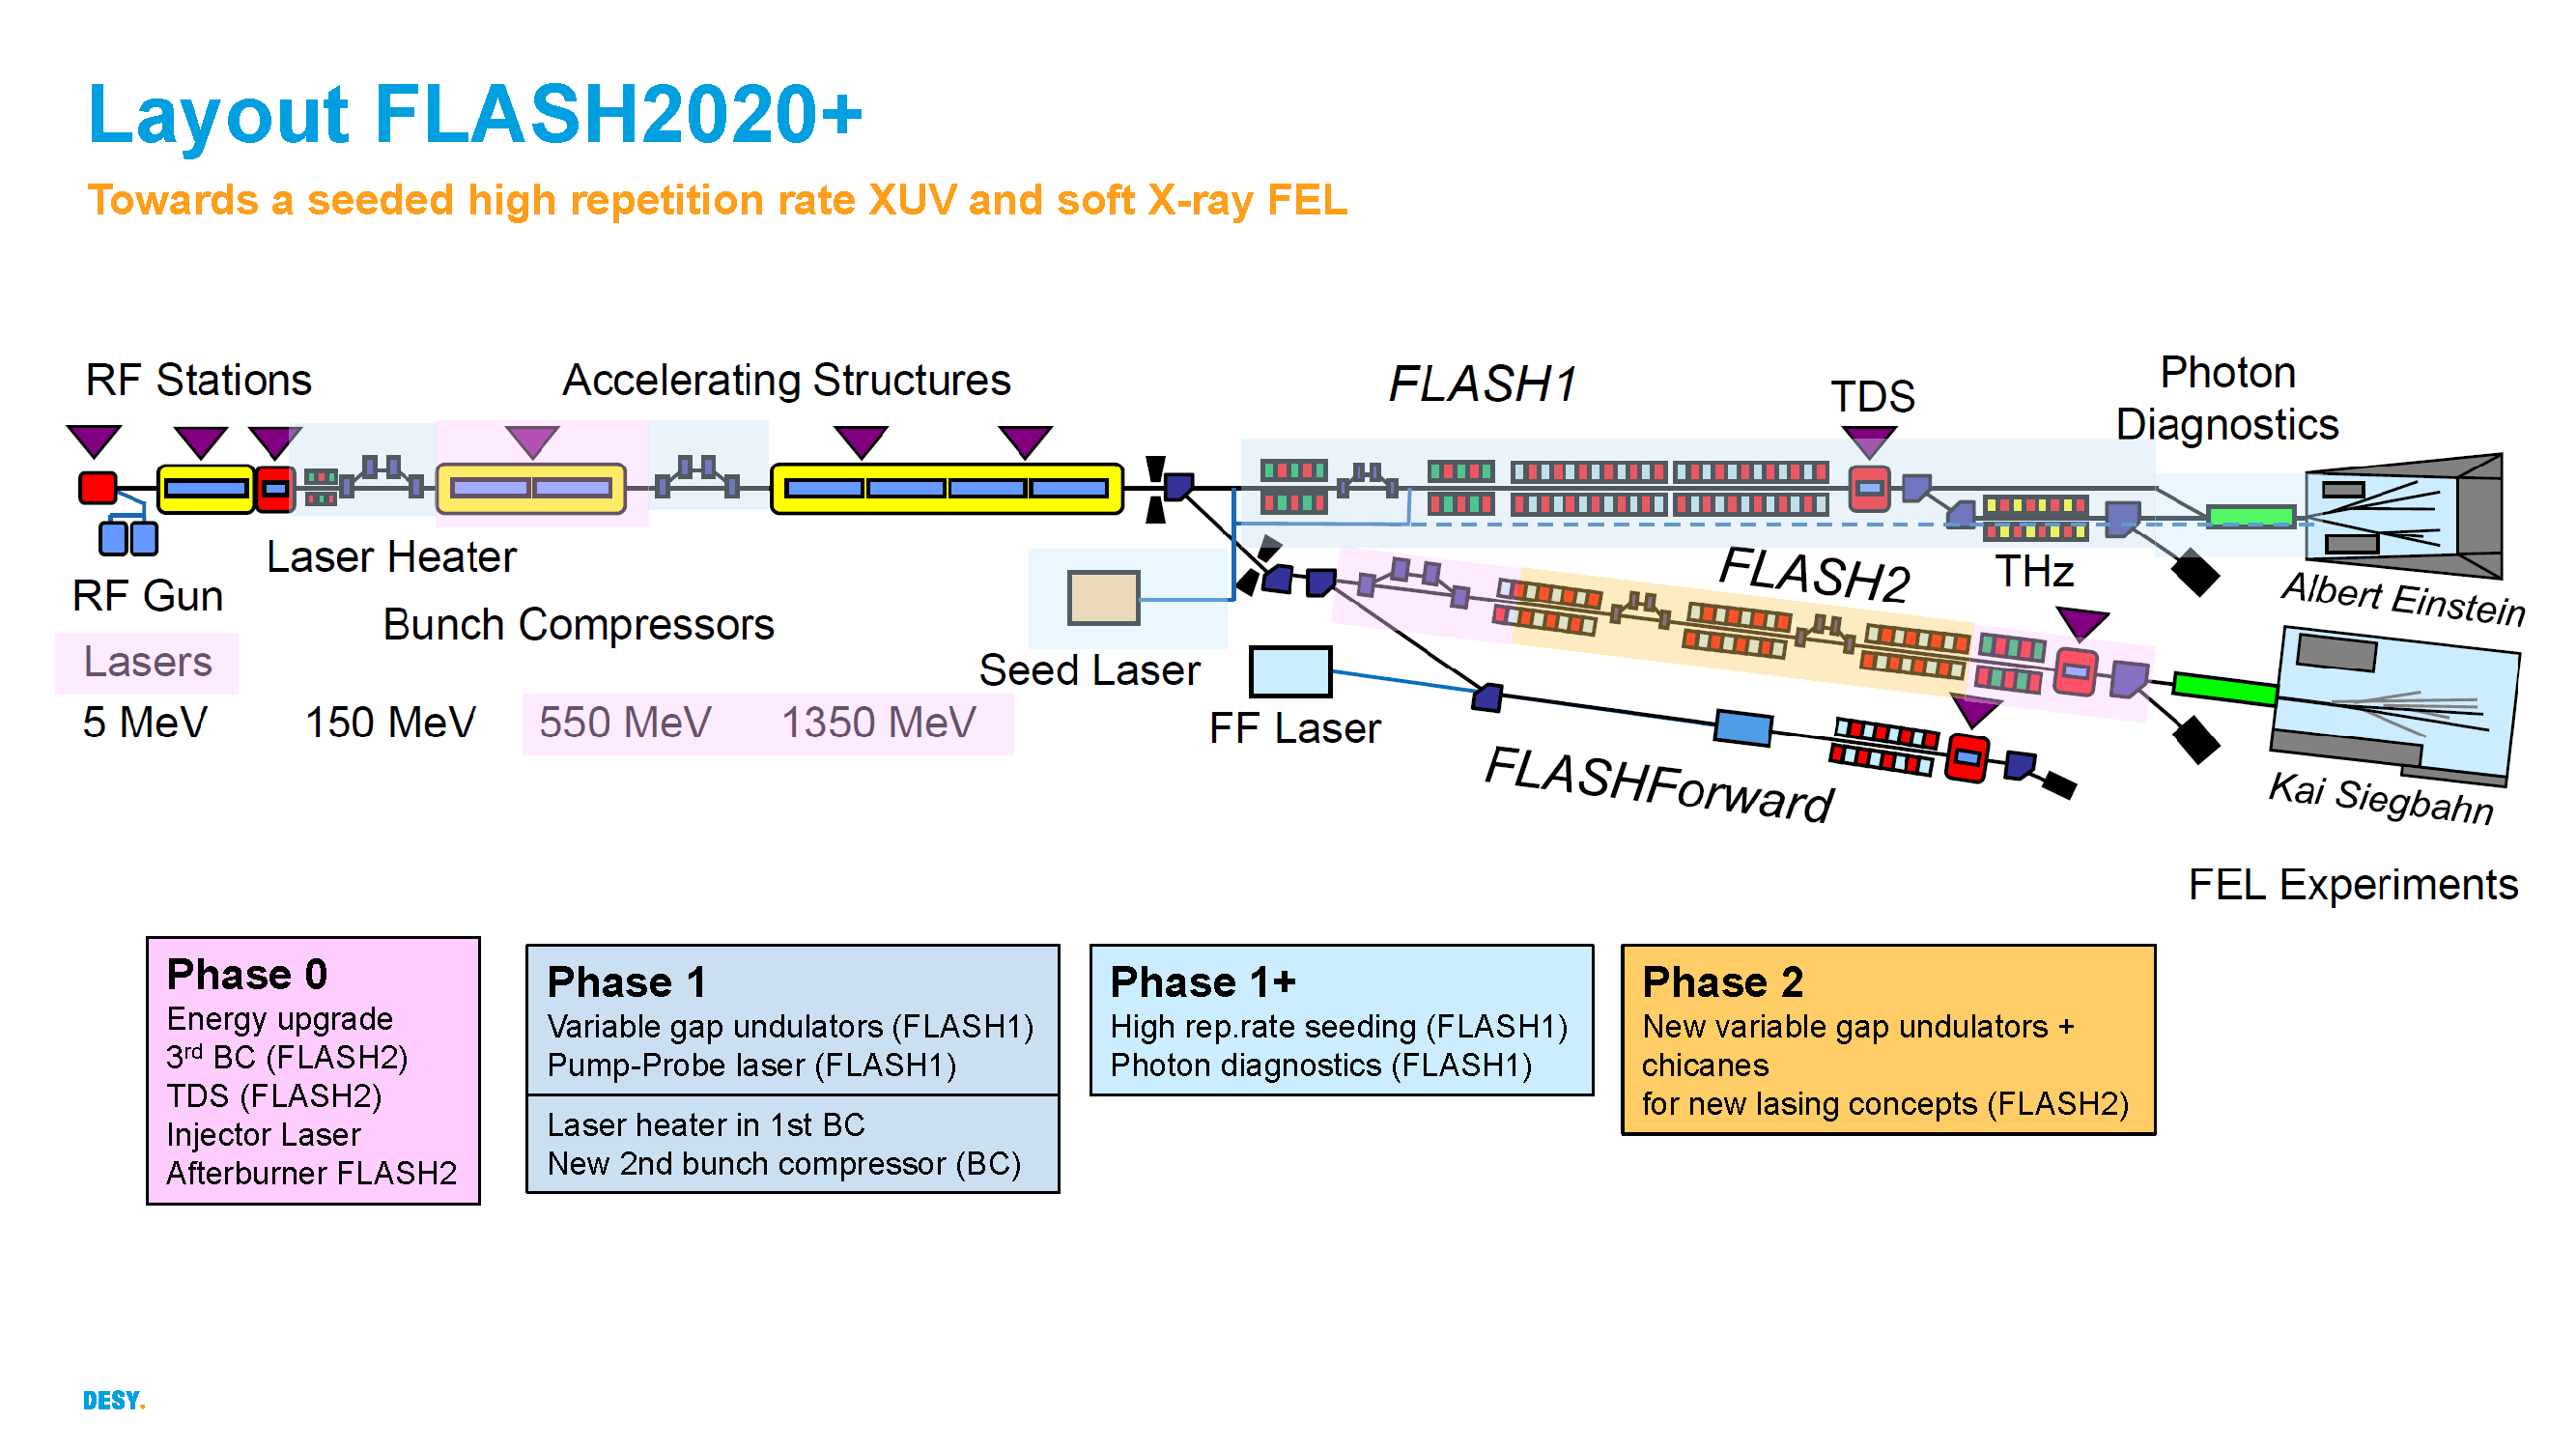 Layout FLASH2020+
Towards a seeded high repetition rate XUV and soft X-ray FEL
RF Stations
Accelerating Structures
FLASH1
TDS
Photon
Diagnostics
Laser Heater
RF Gun
Bunch Compressors
Lasers
Seed Laser
FLASH2
THz
Albert Einstein
5 MeV
150 MeV
550 MeV
1350 MeV
FF Laser
FLASHForward
Kai Siegbahn
FEL Experiments
Phase 0
Energy upgrade
3rd BC (FLASH2)
TDS (FLASH2)
Injector Laser
Afterburner FLASH2
Phase 1
Variable gap undulators (FLASH1)
Pump-Probe laser (FLASH1)
Laser heater in 1st BC
New 2nd bunch compressor (BC)
Phase 1+
High rep.rate seeding (FLASH1)
Photon diagnostics (FLASH1)
Phase 2
New variable gap undulators +
chicanes
for new lasing concepts (FLASH2)
DESY.